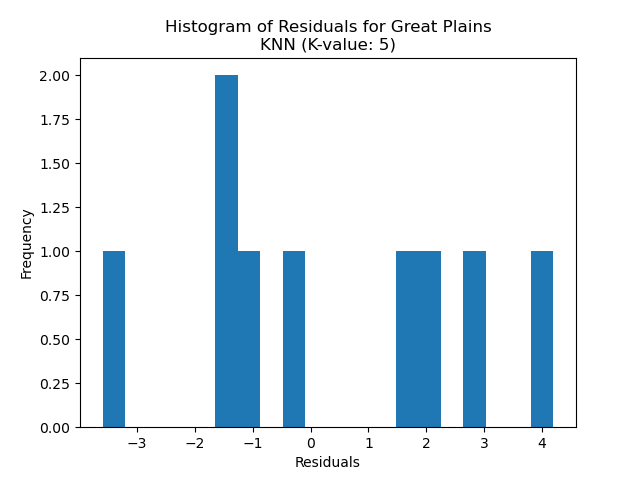 Histogram of Residuals for Great Plains
KNN (K-value: 5)
2.00
1.75
1.50
1.25
1.00
0.75
0.50
0.25
0.00
Frequency
−3 −2 −1 0 1 2 3 4
Residuals